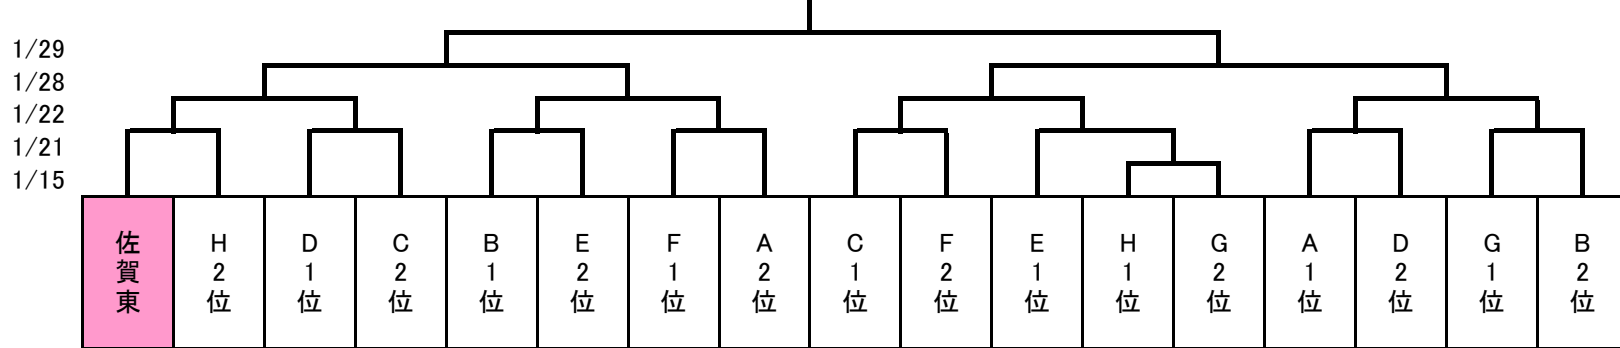 1/29
1/28
1/22
1/21
1/15
佐賀東
H2位
D1位
C2位
B1位
E2位
F1位
A2位
C1位
F2位
E1位
H1位
G2位
A1位
D2位
G1位
B2位